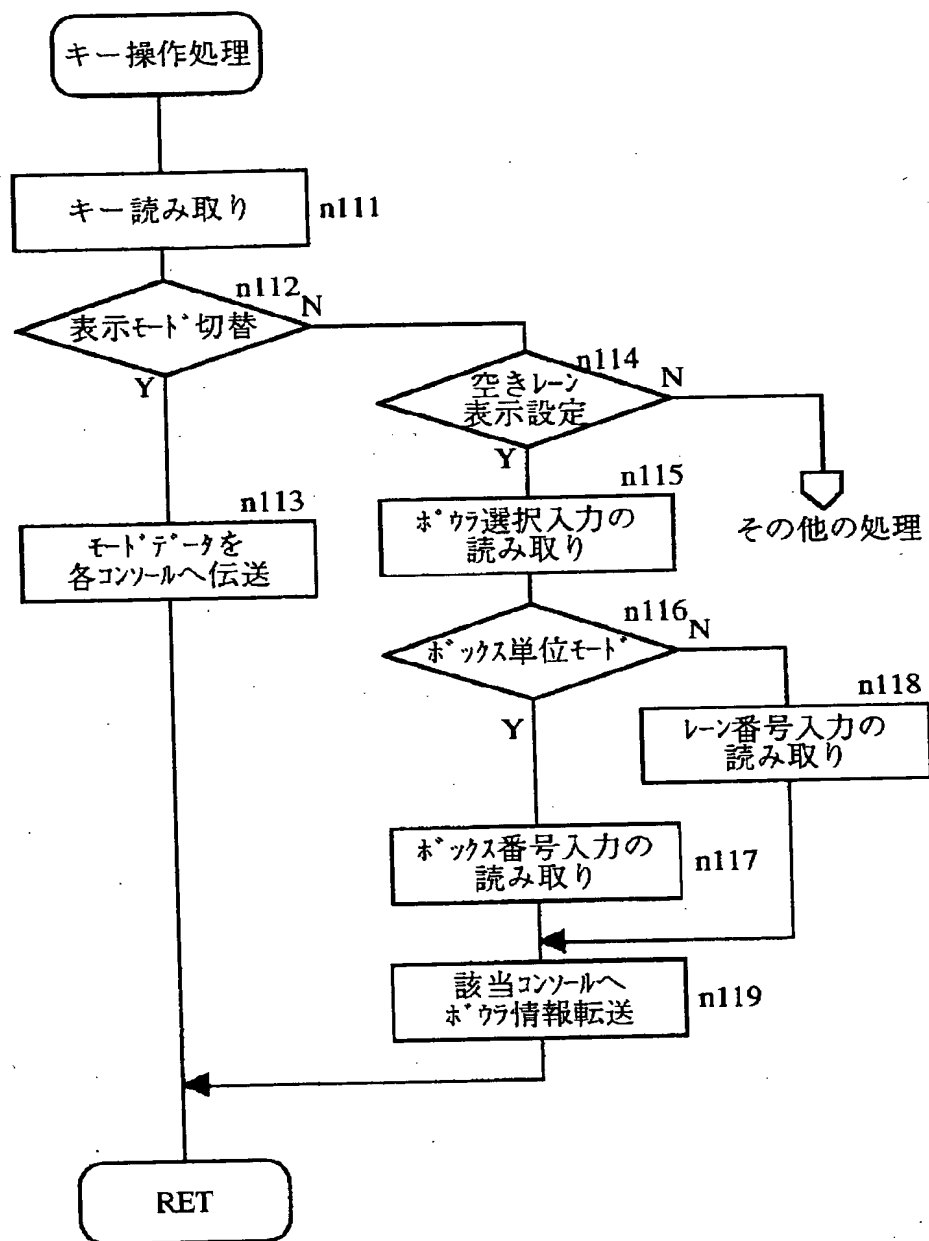 キー操作処理
キー読み取り
n111
n112
N
表示ﾓｰﾄﾞ切替
Y
n114
N
空きﾚｰﾝ
表示設定
Y
n113
ﾓｰﾄﾞﾃﾞｰﾀを
各ｺﾝｿｰﾙへ伝送
n115
ﾎﾞｳﾗ選択入力の
読み取り
その他の処理
n116
N
ﾎﾞｯｸｽ単位ﾓｰﾄﾞ
Y
n118
ﾚｰﾝ番号入力の
読み取り
ﾎﾞｯｸｽ番号入力の
読み取り
n117
該当ｺﾝｿｰﾙへ
ﾎﾞｳﾗ情報転送
n119
RET